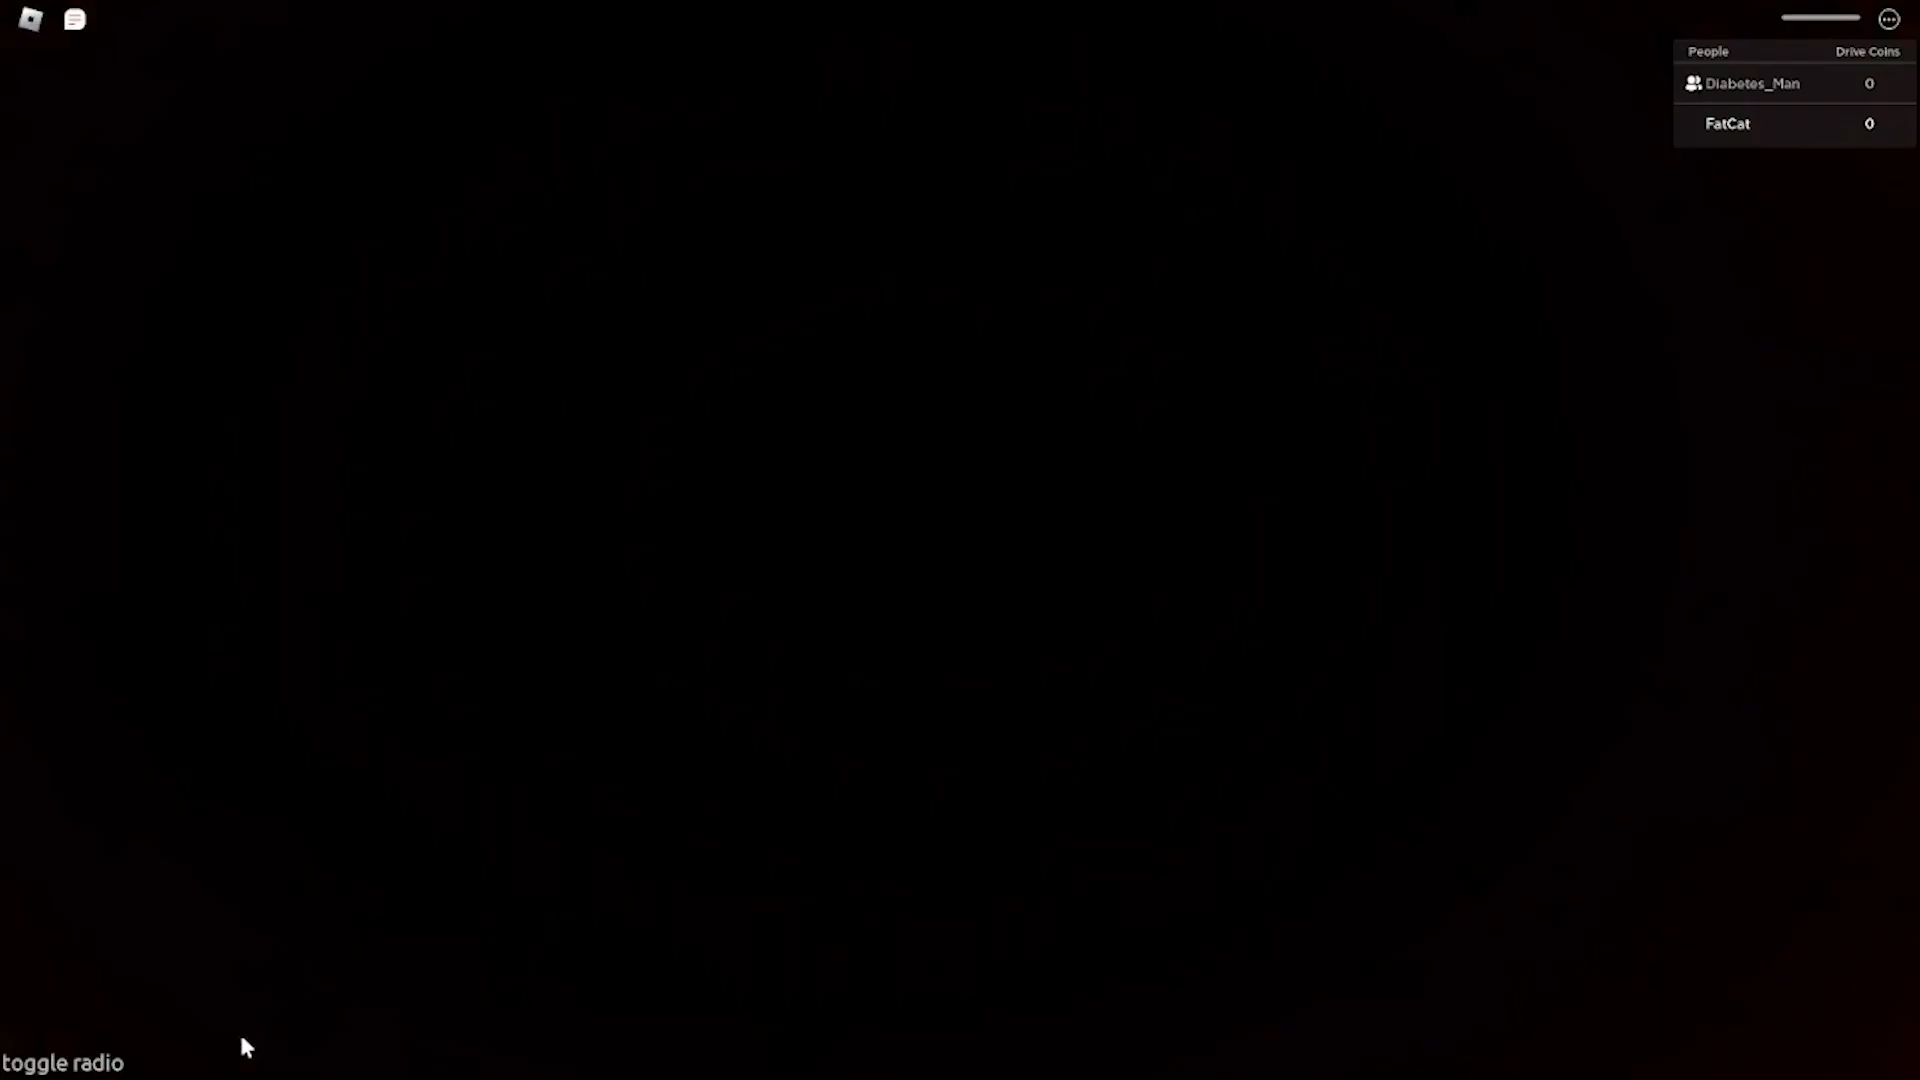 People Drive Coins
Diabetes_Man 0
FatCat 0
toggle radio